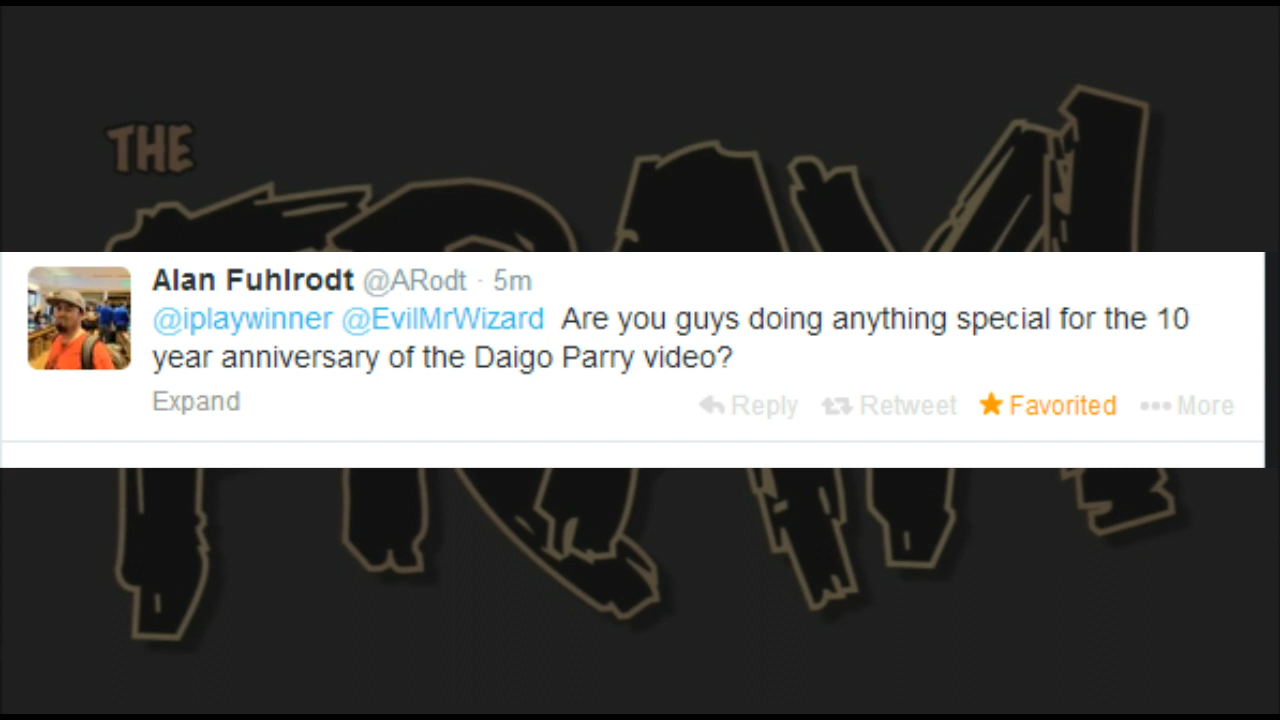 THE
Alan Fuhlrodt @ARodt · 5m
@iplaywinner @EvilMrWizard Are you guys doing anything special for the 10
year anniversary of the Daigo Parry video?
Expand
Reply Retweet Favorited More